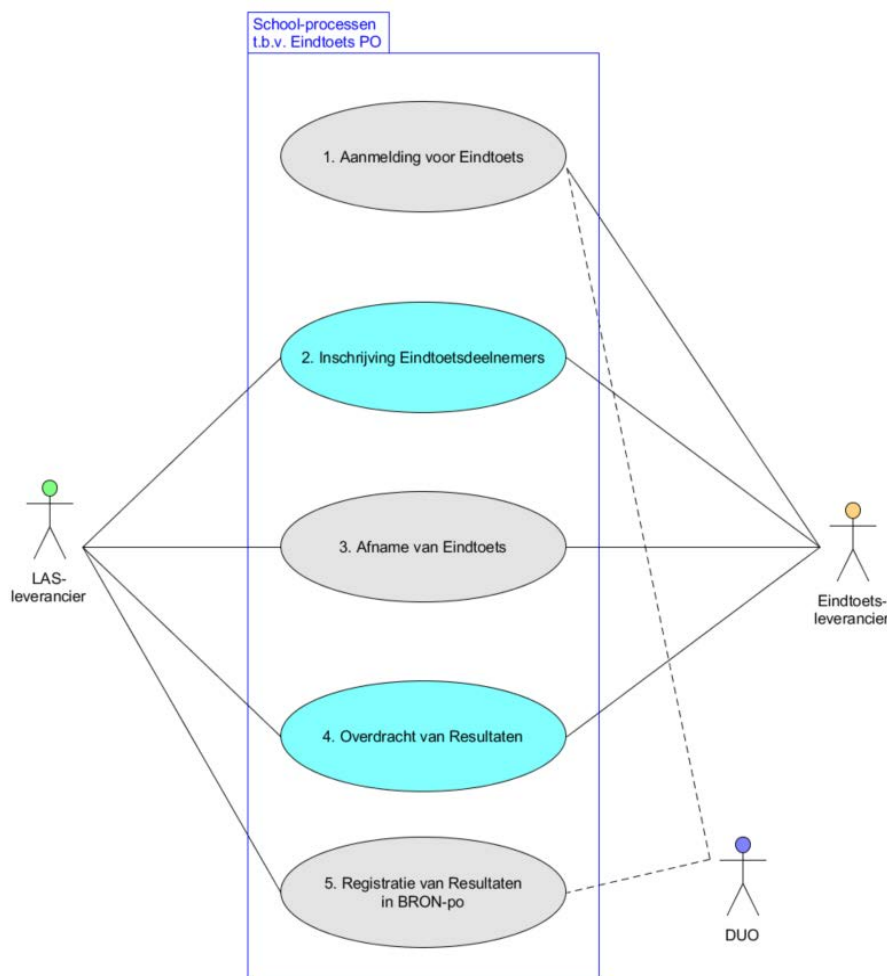 School-processen
t.b.v. Eindtoets PO
1. Aanmelding voor Eindtoets
2. Inschrijving Eindtoetsdeelnemers
3. Afname van Eindtoets
LAS-
leverancier
Eindtoets-
leverancier
4. Overdracht van Resultaten
5. Registratie van Resultaten
in BRON-po
DUO